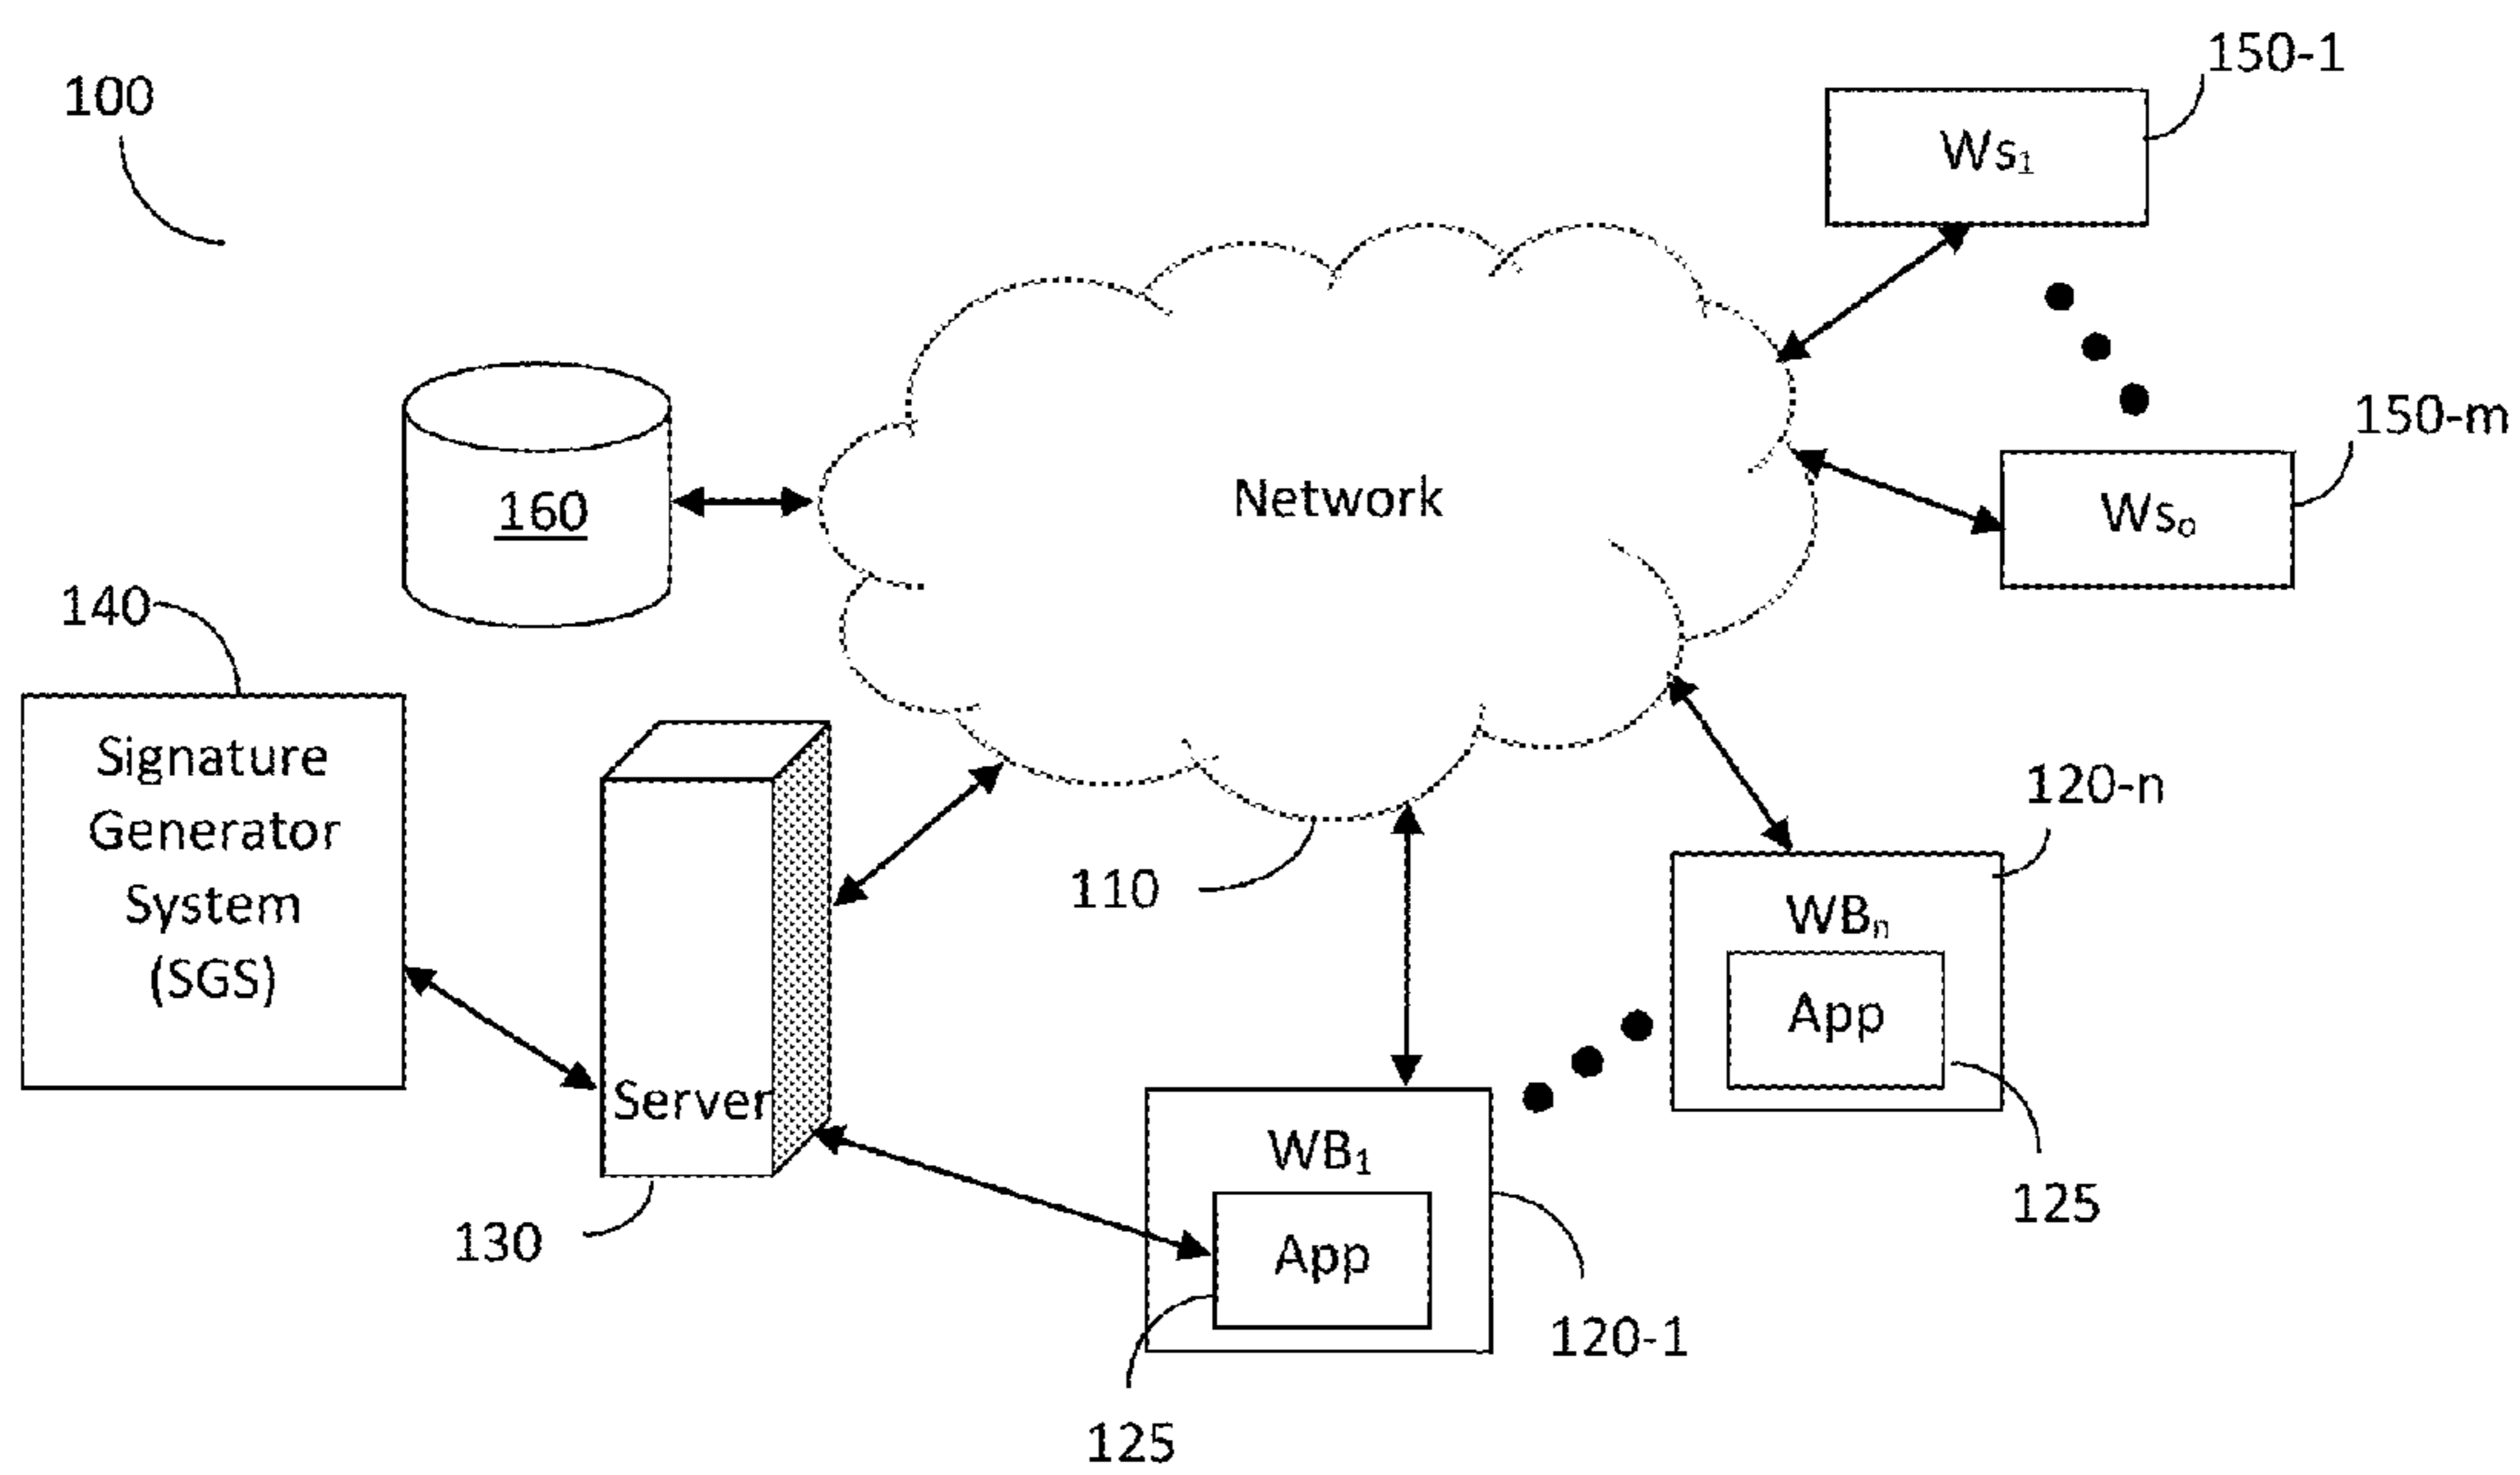 150-1
100
Ws₁
150-m
Network
160
Wsₒ
140
Signature
Generator
System
(SGS)
120-n
110
WBₙ
App
Server
WB₁
125
130
App
120-1
125